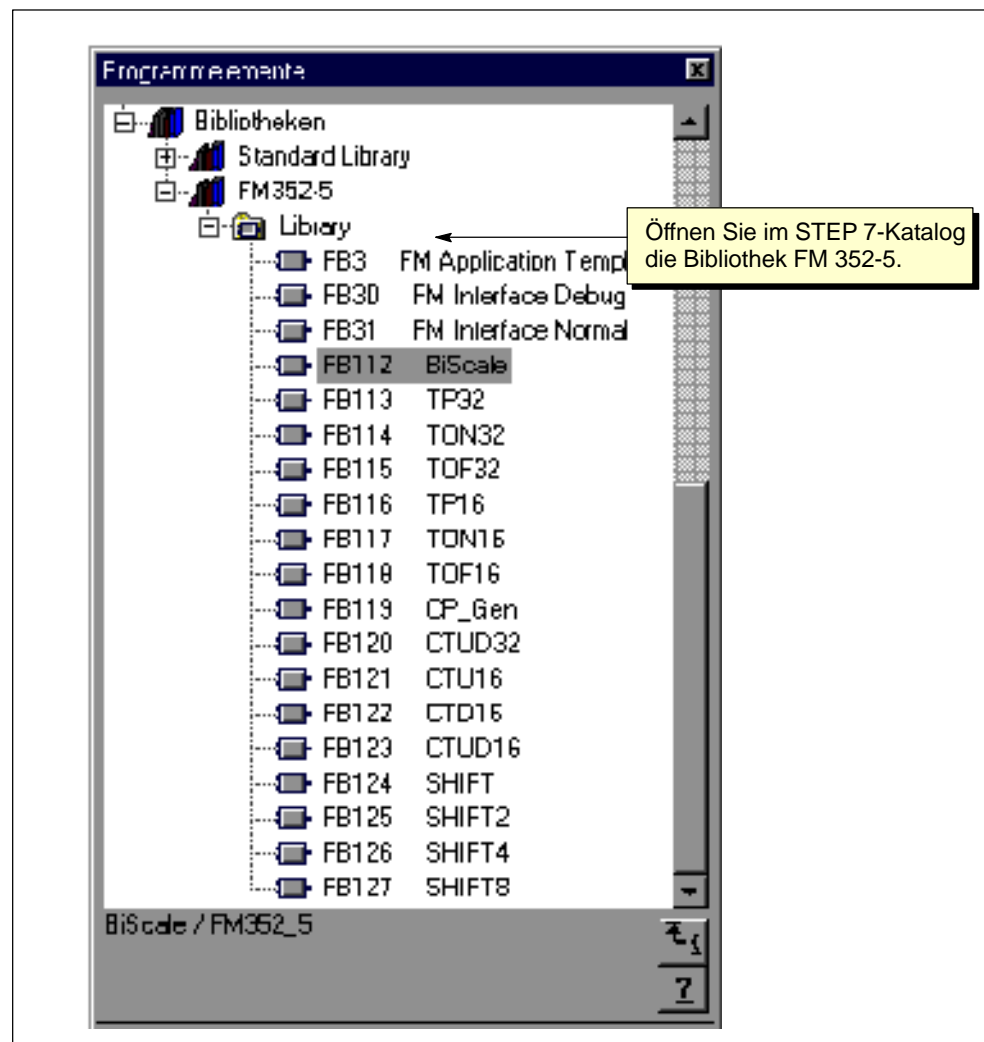 Programmelemente
Bibliotheken
Standard Library
FM352-5
Library
Öffnen Sie im STEP 7-Katalog
die Bibliothek FM 352-5.
FB3 FM Application Templ
FB30 FM Interface Debug
FB31 FM Interface Normal
FB112 BiScale
FB113 TP32
FB114 TON32
FB115 TOF32
FB116 TP16
FB117 TON16
FB118 TOF16
FB119 CP_Gen
FB120 CTUD32
FB121 CTU16
FB122 CTD16
FB123 CTUD16
FB124 SHIFT
FB125 SHIFT2
FB126 SHIFT4
FB127 SHIFT8
BiScale / FM352_5
?